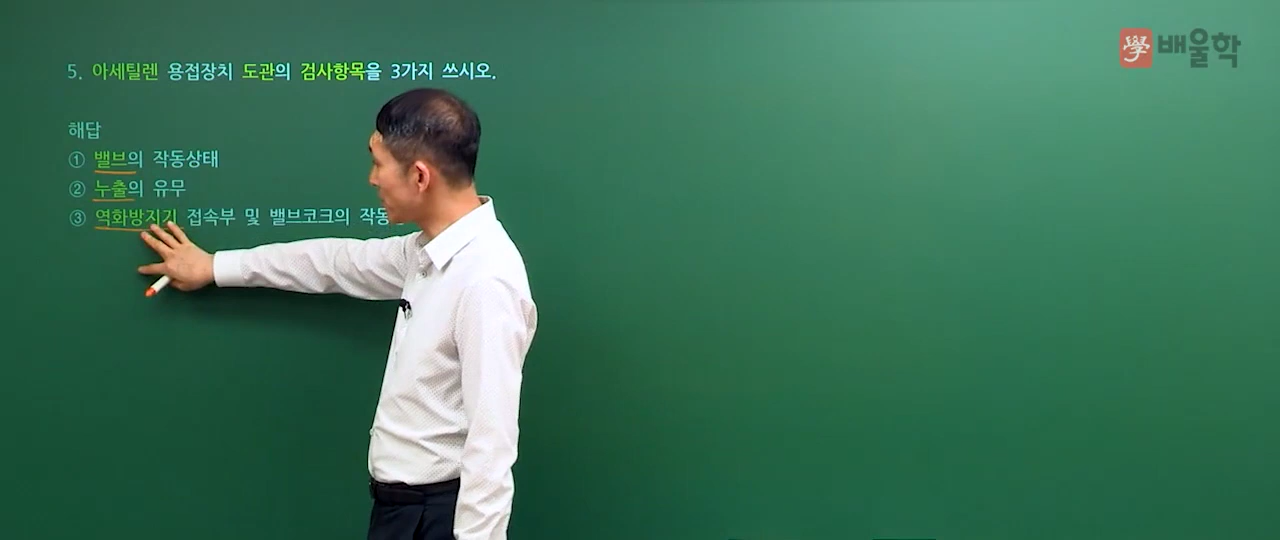 學 배울학
5. 아세틸렌 용접장치 도관의 검사항목을 3가지 쓰시오.
해답
① 밸브의 작동상태
② 누출의 유무
③ 역화방지기 접속부 및 밸브코크의